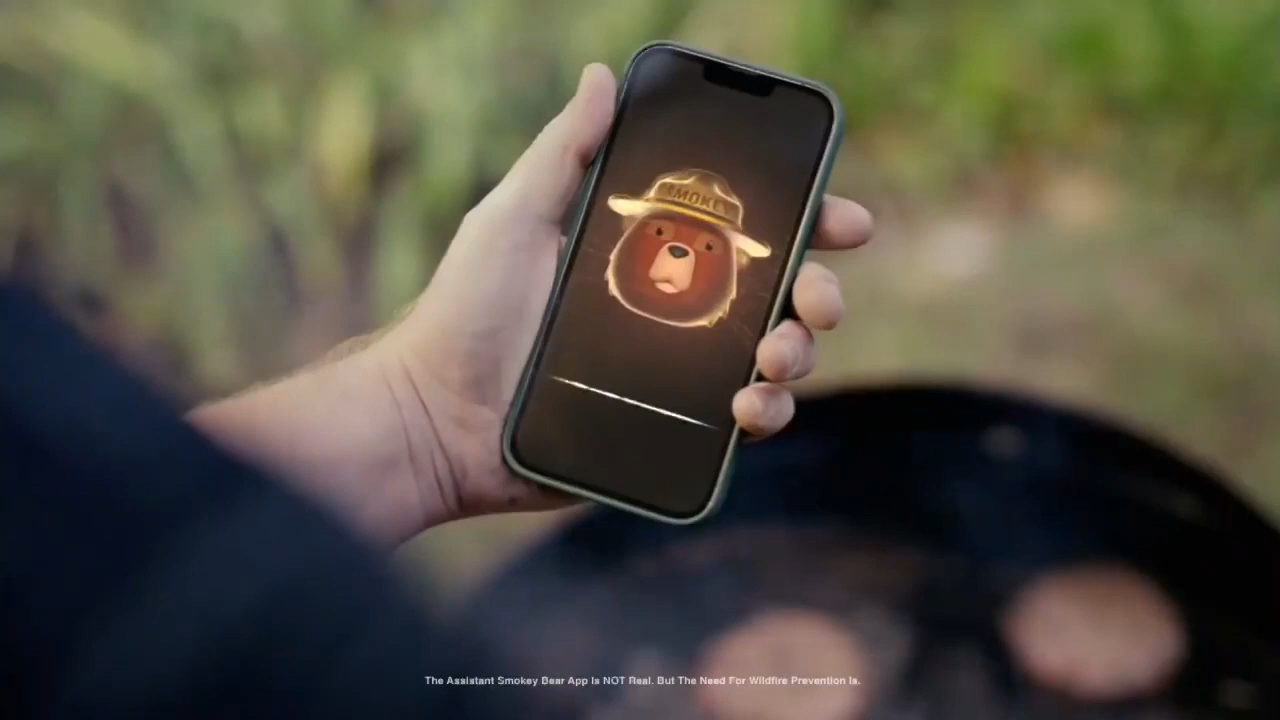 SMOKEY
The Assistant Smokey Bear App Is NOT Real. But The Need For Wildfire Prevention Is.